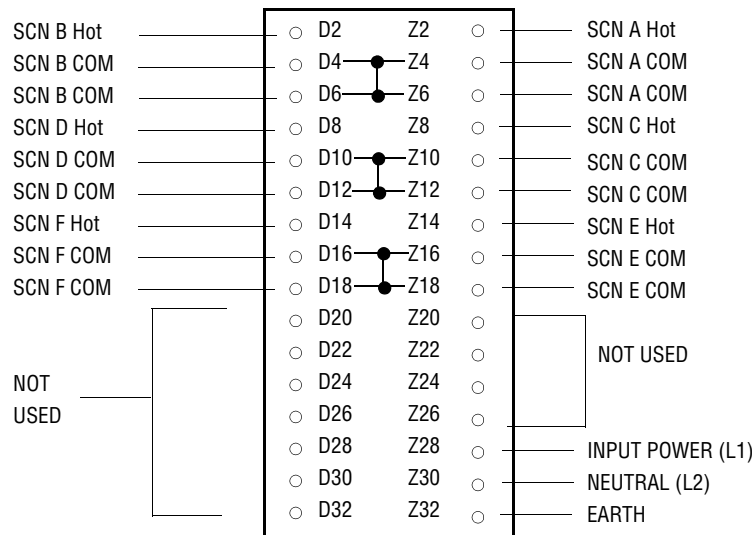 SCN B Hot D2 Z2 SCN A Hot
SCN B COM D4 Z4 SCN A COM
SCN B COM D6 Z6 SCN A COM
SCN D Hot D8 Z8 SCN C Hot
SCN D COM D10 Z10 SCN C COM
SCN D COM D12 Z12 SCN C COM
SCN F Hot D14 Z14 SCN E Hot
SCN F COM D16 Z16 SCN E COM
SCN F COM D18 Z18 SCN E COM
D20 Z20
D22 Z22 NOT USED
NOT D24 Z24
USED D26 Z26
D28 Z28 INPUT POWER (L1)
D30 Z30 NEUTRAL (L2)
D32 Z32 EARTH